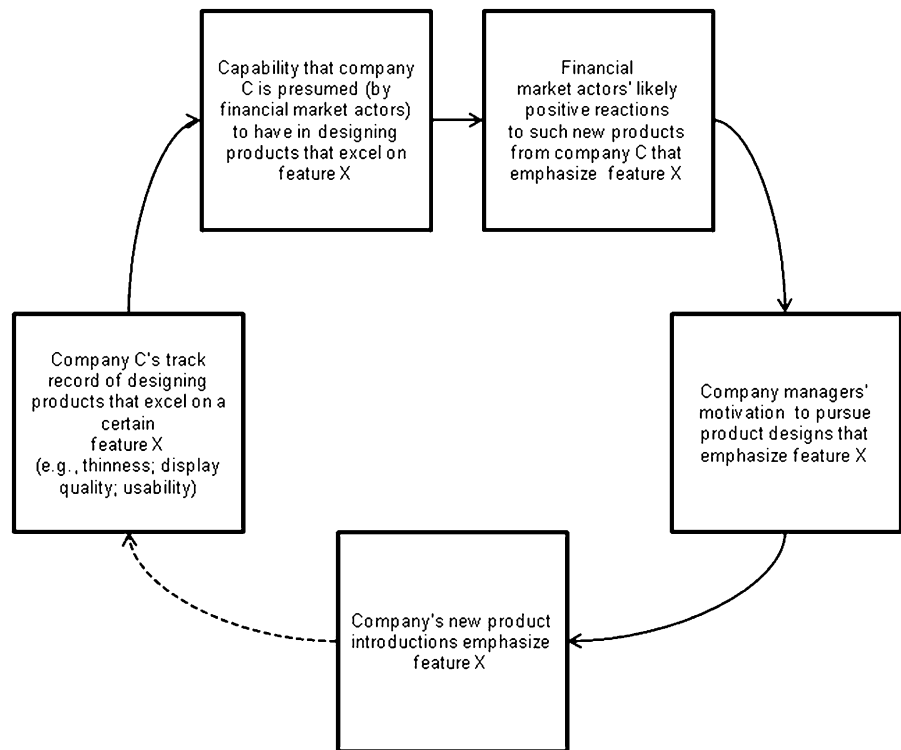 Capability that company
C is presumed (by
financial market actors)
to have in designing
products that excel on
feature X
Financial
market actors' likely
positive reactions
to such new products
from company C that
emphasize feature X
Company C's track
record of designing
products that excel on a
certain
feature X
(e.g., thinness; display
quality; usability)
Company managers'
motivation to pursue
product designs that
emphasize feature X
Company's new product
introductions emphasize
feature X